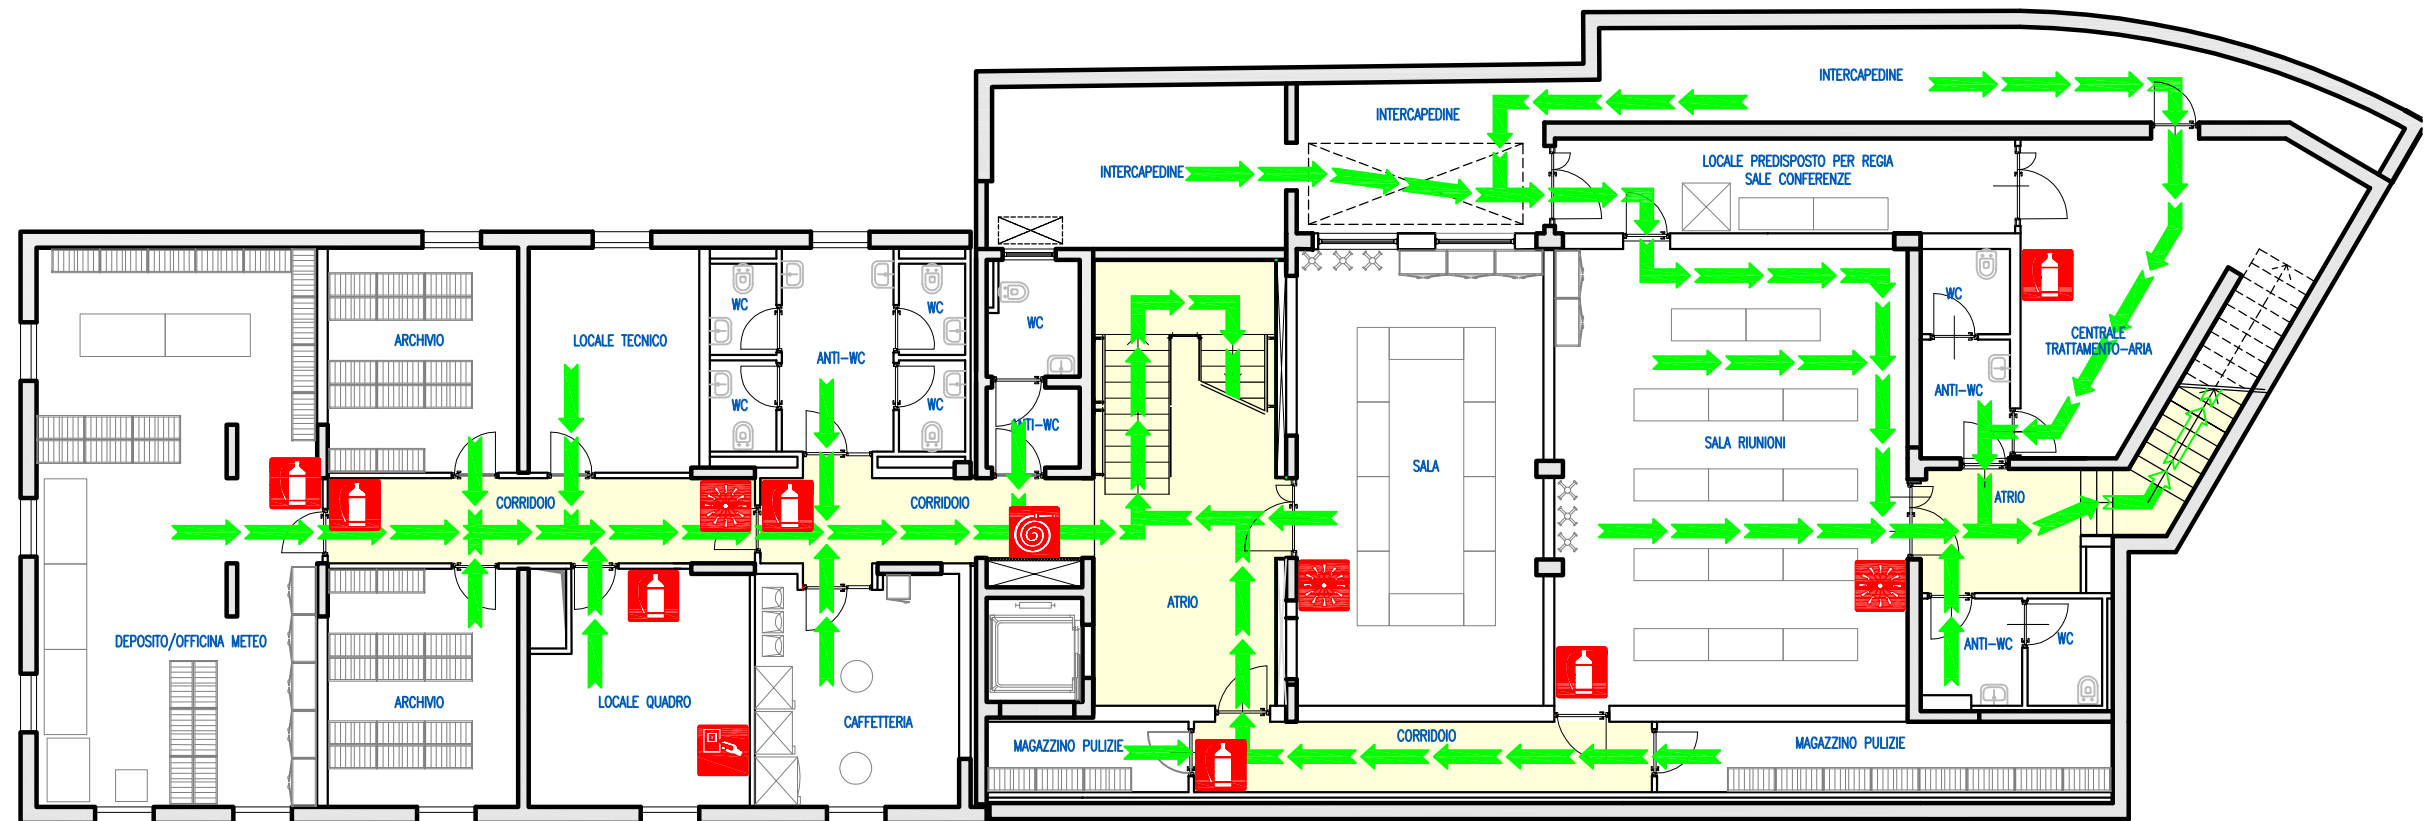 INTERCAPEDINE
INTERCAPEDINE
INTERCAPEDINE
LOCALE PREDISPOSTO PER REGIA
SALE CONFERENZE
WC
WC
WC
WC
ARCHIVIO
LOCALE TECNICO
ANTI-WC
CENTRALE
TRATTAMENTO-ARIA
WC
WC
ANTI-WC
ANTI-WC
SALA RIUNIONI
SALA
CORRIDOIO
CORRIDOIO
ATRIO
ATRIO
DEPOSITO/OFFICINA METEO
ANTI-WC
WC
ARCHIVIO
LOCALE QUADRO
CAFFETTERIA
CORRIDOIO
MAGAZZINO PULIZIE
MAGAZZINO PULIZIE